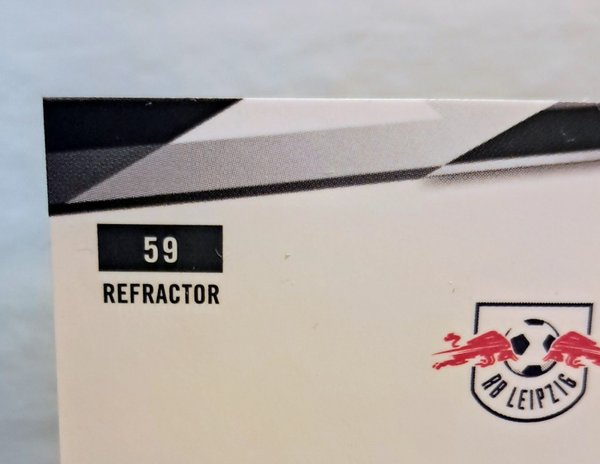 59
REFRACTOR
RB LEIPZIG